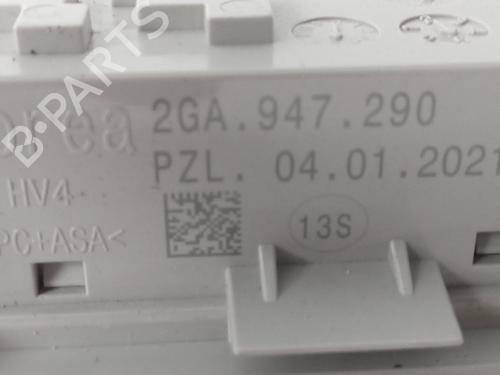 2GA.947.290
PZL. 04.01.2021
HV4
13S
PC+ASA<
B-PARTS